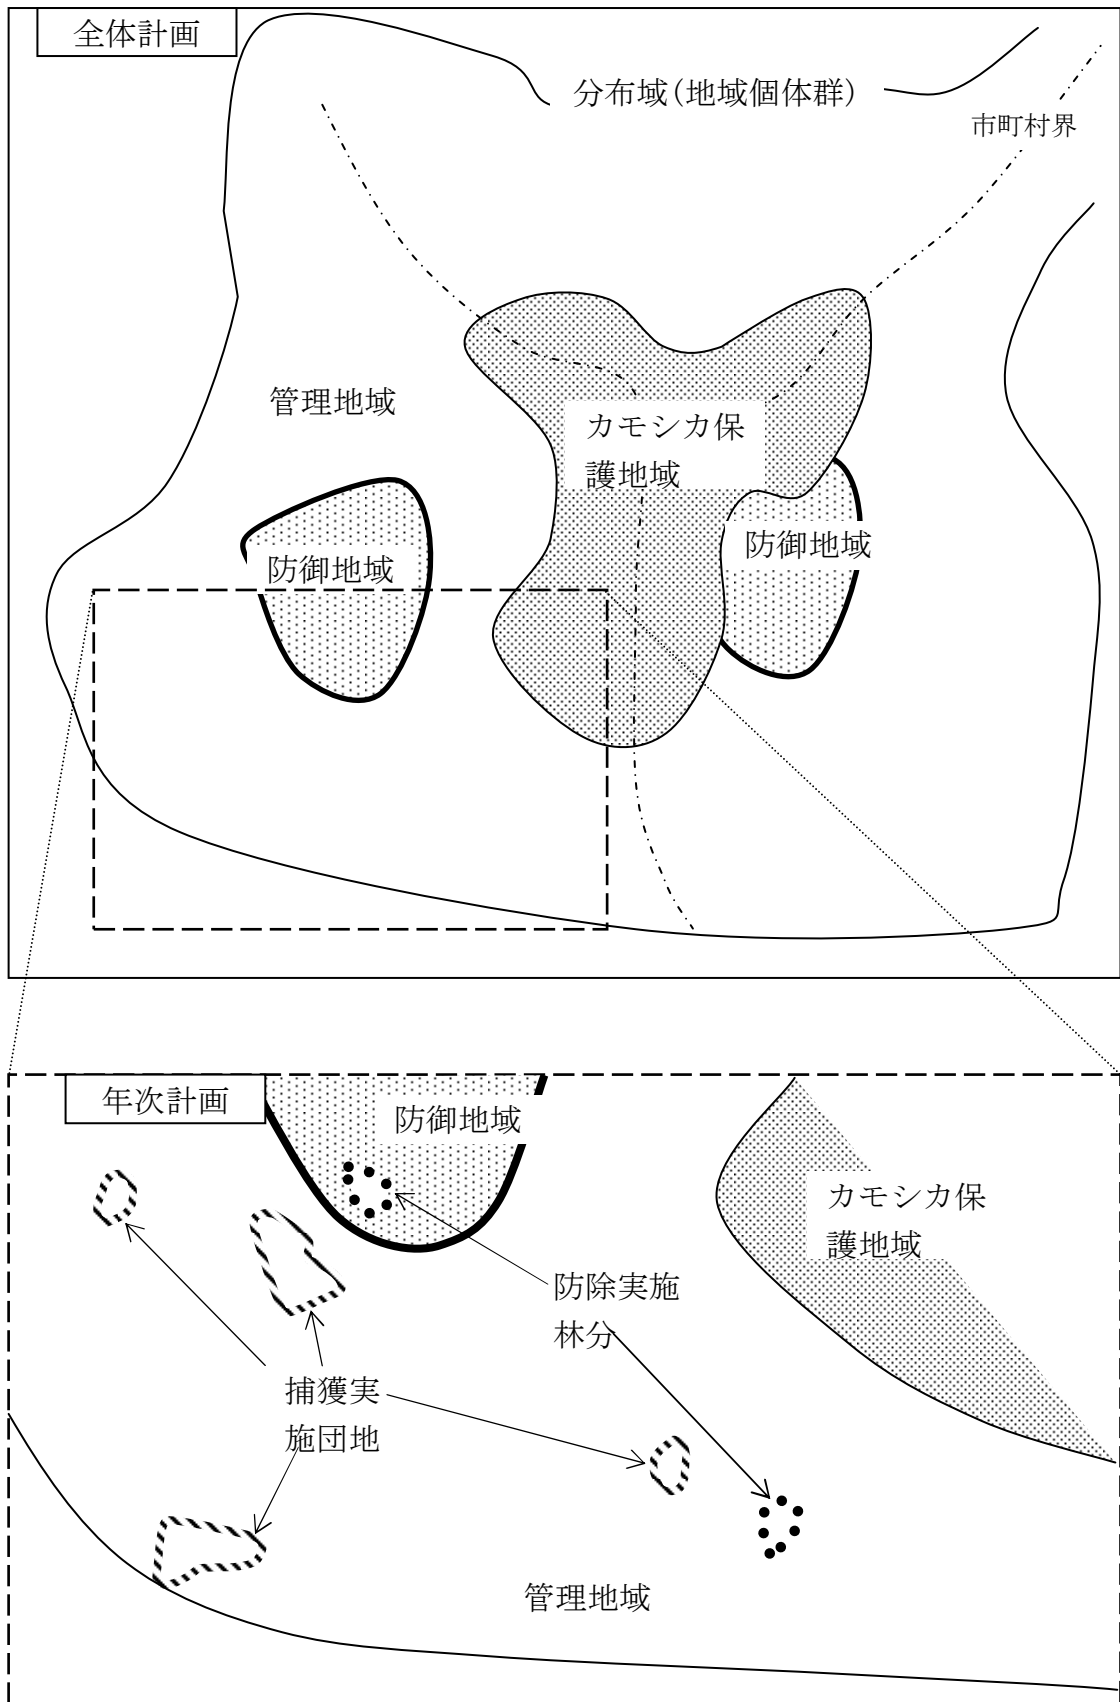 全体計画
分布域(地域個体群)
市町村界
管理地域
カモシカ保
護地域
防御地域
防御地域
年次計画
防御地域
カモシカ保
護地域
防除実施
林分
捕獲実
施団地
管理地域